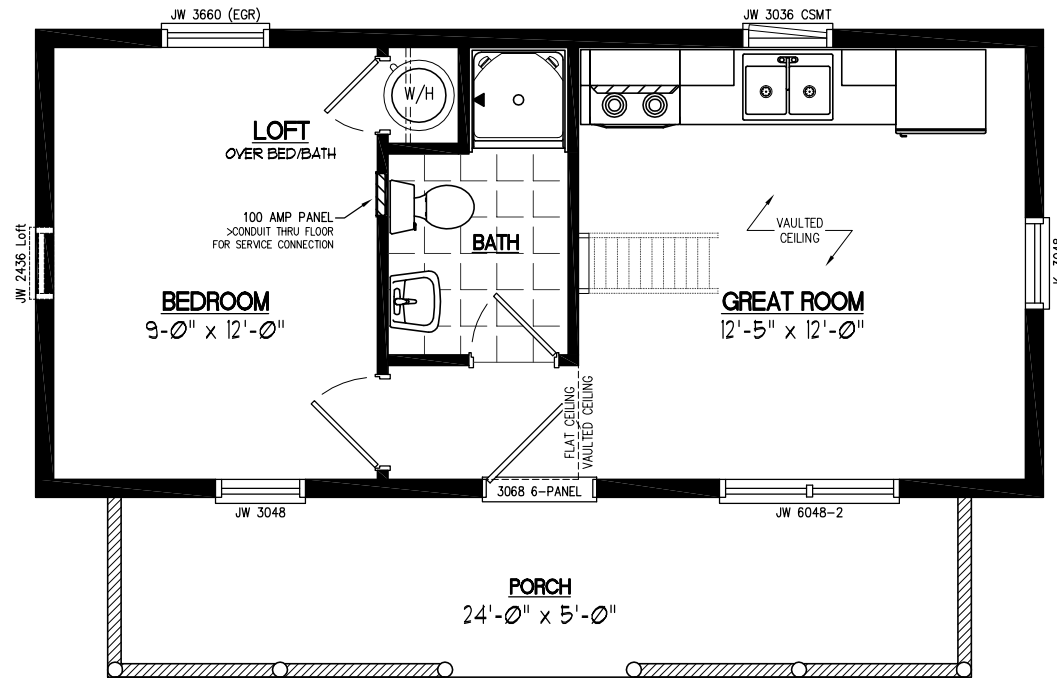 JW 3660 (EGR)
JW 3036 CSMT
W/H
LOFT
OVER BED/BATH
100 AMP PANEL
>CONDUIT THRU FLOOR
FOR SERVICE CONNECTION
BATH
VAULTED
CEILING
JW 2436 Loft
BEDROOM
9'-0" x 12'-0"
GREAT ROOM
12'-5" x 12'-0"
FLAT CEILING
VAULTED CEILING
3068 6-PANEL
JW 3048
JW 6048-2
PORCH
24'-0" x 5'-0"